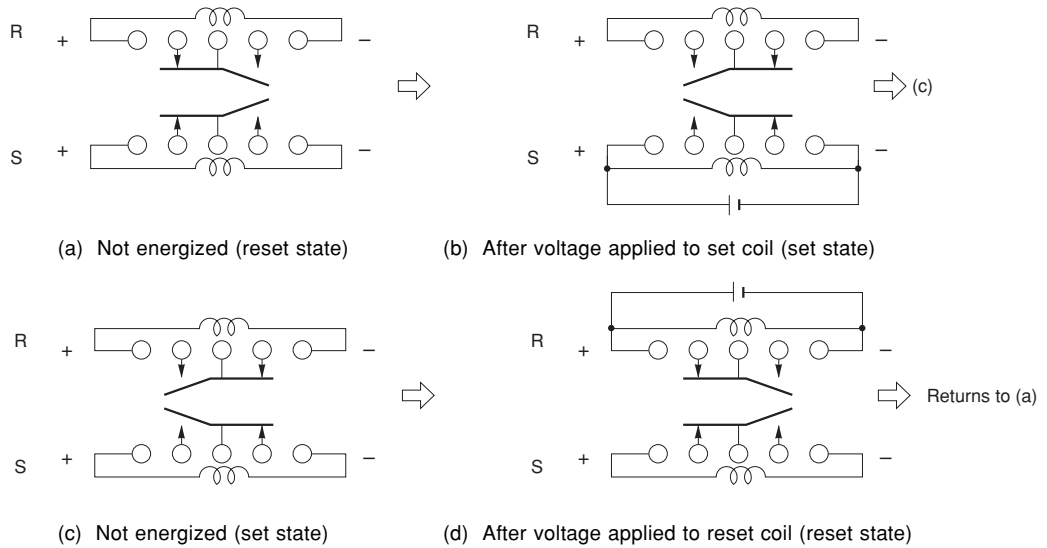 R + −
S + −
(a) Not energized (reset state)
R + −
S + −
(c)
(b) After voltage applied to set coil (set state)
R + −
S + −
(c) Not energized (set state)
R + −
S + −
Returns to (a)
(d) After voltage applied to reset coil (reset state)